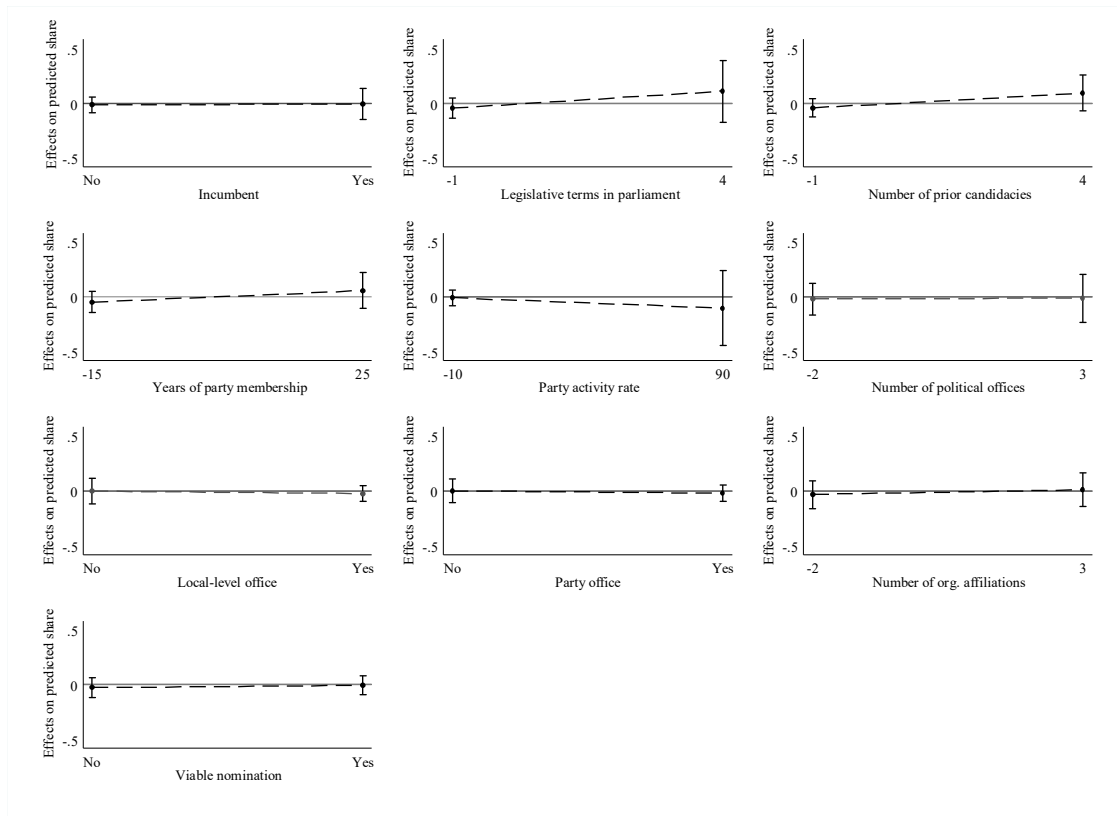 Effects on predicted share
.5
0
-.5
No Yes
Incumbent
Effects on predicted share
.5
0
-.5
-1 4
Legislative terms in parliament
Effects on predicted share
.5
0
-.5
-1 4
Number of prior candidacies
Effects on predicted share
.5
0
-.5
-15 25
Years of party membership
Effects on predicted share
.5
0
-.5
-10 90
Party activity rate
Effects on predicted share
.5
0
-.5
-2 3
Number of political offices
Effects on predicted share
.5
0
-.5
No Yes
Local-level office
Effects on predicted share
.5
0
-.5
No Yes
Party office
Effects on predicted share
.5
0
-.5
-2 3
Number of org. affiliations
Effects on predicted share
.5
0
-.5
No Yes
Viable nomination